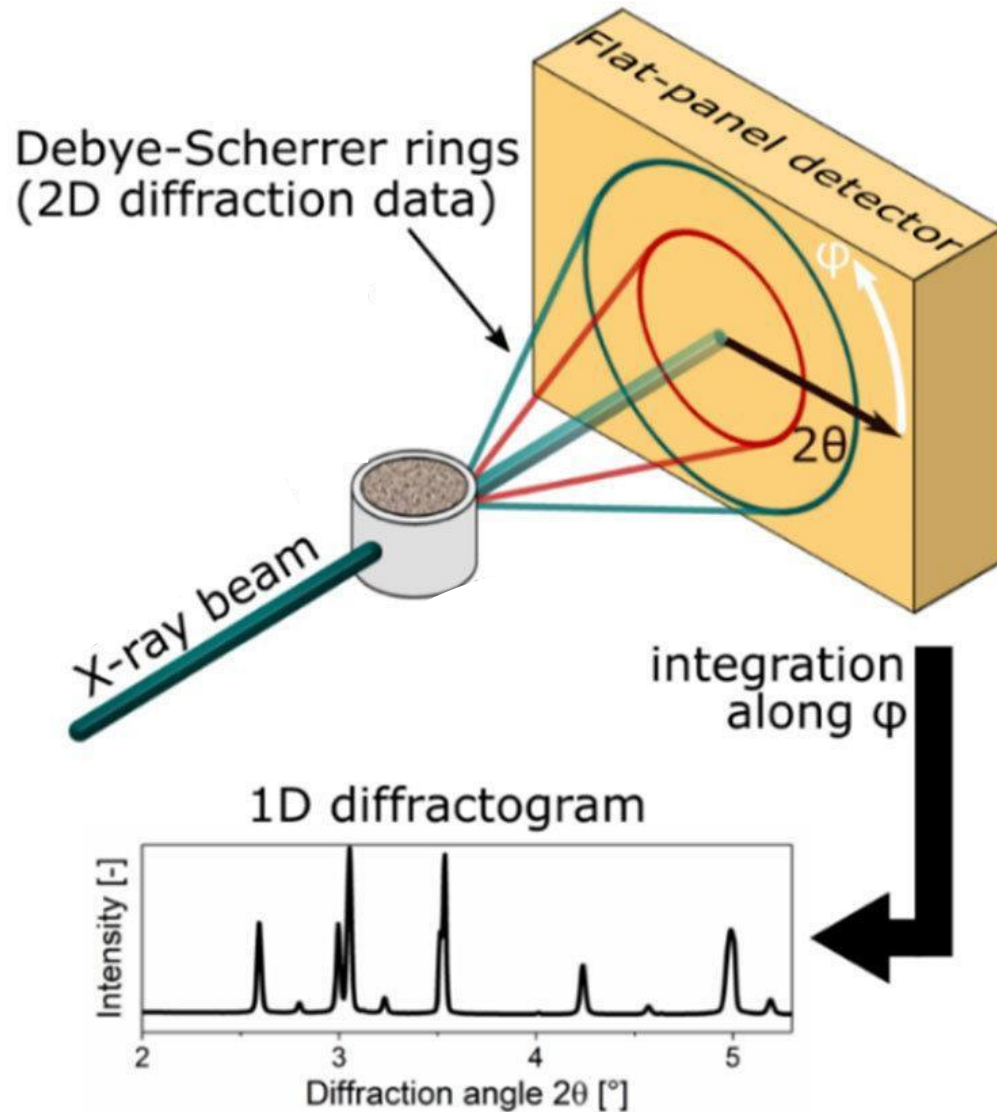 Flat-panel detector
Debye-Scherrer rings
(2D diffraction data)
φ
2θ
X-ray beam
integration
along φ
1D diffractogram
Intensity [-]
2 3 4 5
Diffraction angle 2θ [°]